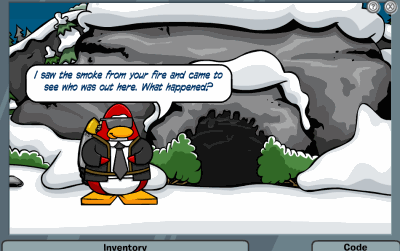 I saw the smoke from your fire and came to
see who was out here. What happened?
Inventory
Code